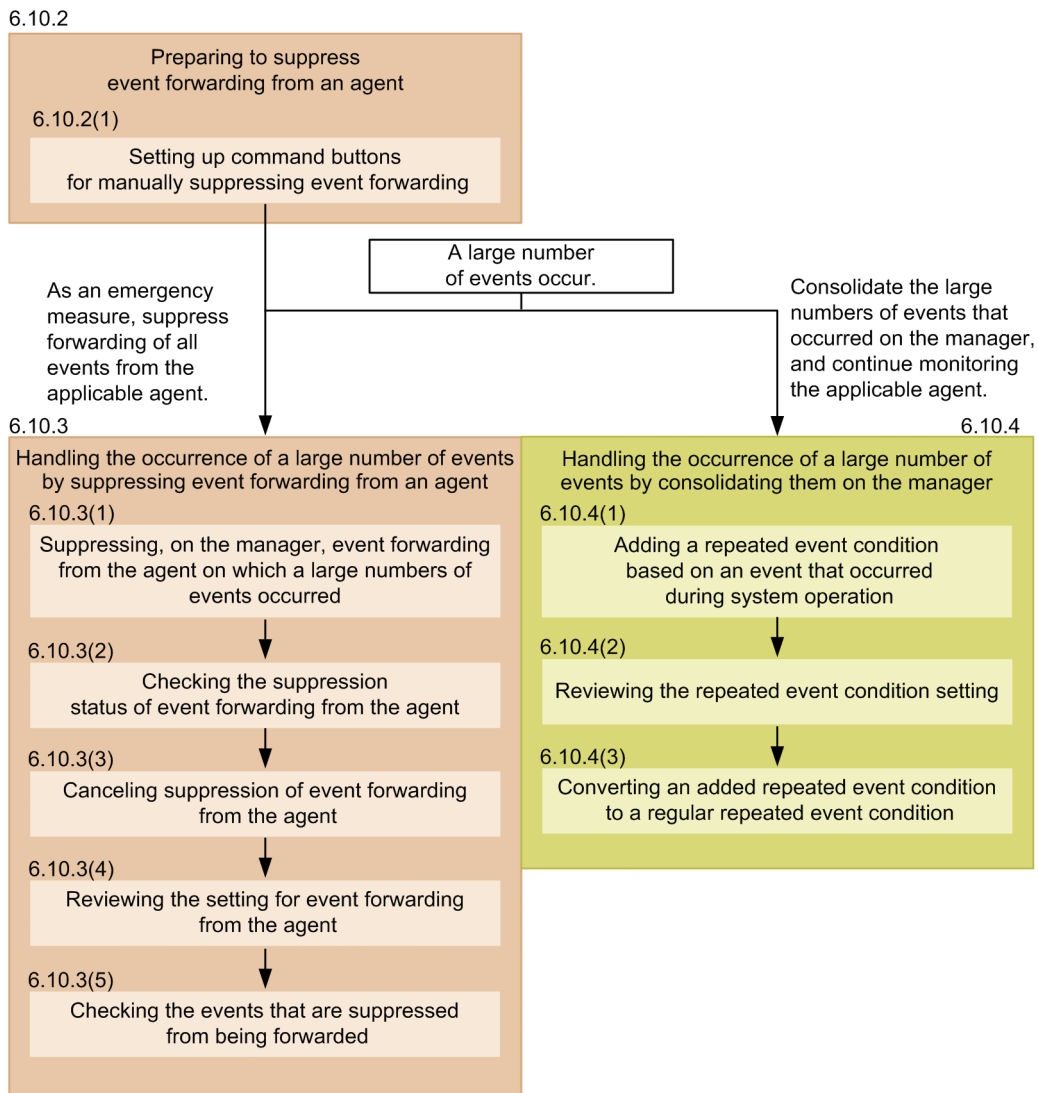 6.10.2
Preparing to suppress
event forwarding from an agent
6.10.2(1)
Setting up command buttons
for manually suppressing event forwarding
A large number
of events occur.
As an emergency
measure, suppress
forwarding of all
events from the
applicable agent.
Consolidate the large
numbers of events that
occurred on the manager,
and continue monitoring
the applicable agent.
6.10.3
Handling the occurrence of a large number of events
by suppressing event forwarding from an agent
6.10.3(1)
Suppressing, on the manager, event forwarding
from the agent on which a large numbers of
events occurred
6.10.3(2)
Checking the suppression
status of event forwarding from the agent
6.10.3(3)
Canceling suppression of event forwarding
from the agent
6.10.3(4)
Reviewing the setting for event forwarding
from the agent
6.10.3(5)
Checking the events that are suppressed
from being forwarded
6.10.4
Handling the occurrence of a large number of
events by consolidating them on the manager
6.10.4(1)
Adding a repeated event condition
based on an event that occurred
during system operation
6.10.4(2)
Reviewing the repeated event condition setting
6.10.4(3)
Converting an added repeated event condition
to a regular repeated event condition